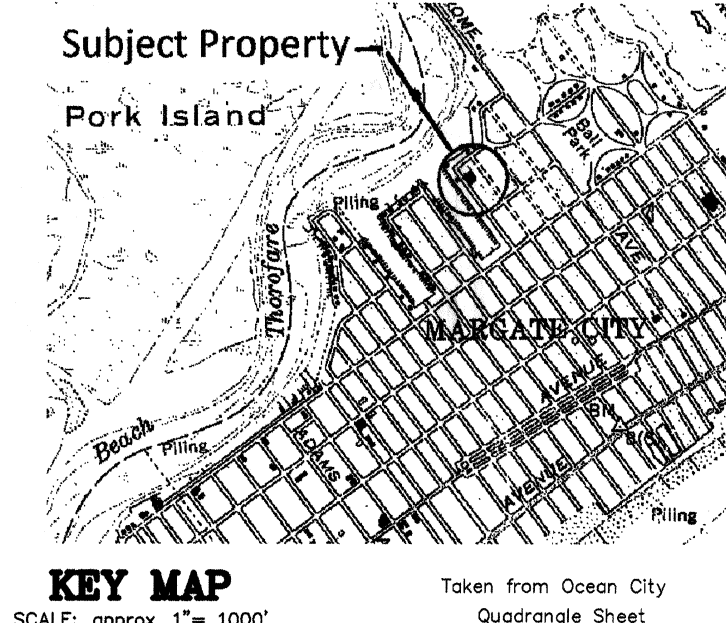 Subject Property
Pork Island
Ball
Park
Piling
Thorofare
AVE
MARGATE CITY
AVENUE
BM
Beach
Piling
ADAMS
AVENUE
Piling
KEY MAP
SCALE: approx. 1"= 1000'
Taken from Ocean City
Quadrangle Sheet